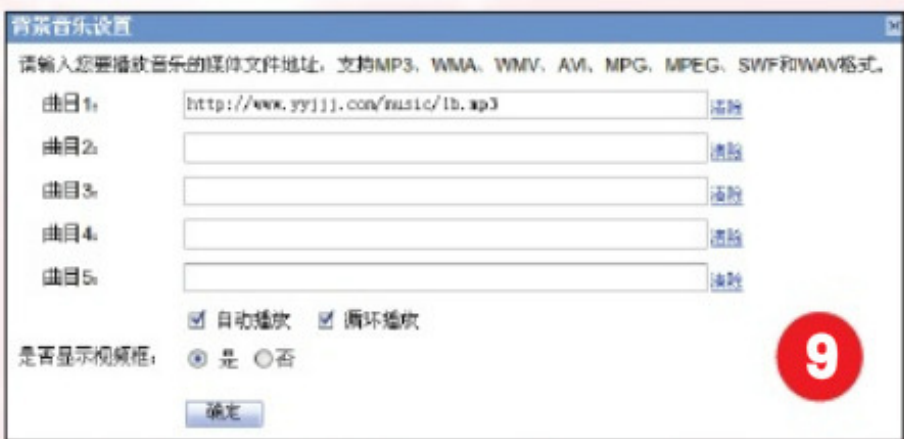 背景音乐设置
请输入您要播放音乐的媒体文件地址，支持MP3、WMA、WMV、AVI、MPG、MPEG、SWF和WAV格式。
曲目1： http://www.yyjjj.com/music/lb.mp3 清除
曲目2： 清除
曲目3： 清除
曲目4： 清除
曲目5： 清除
自动播放 循环播放
是否显示视频框： 是 否
确定
9